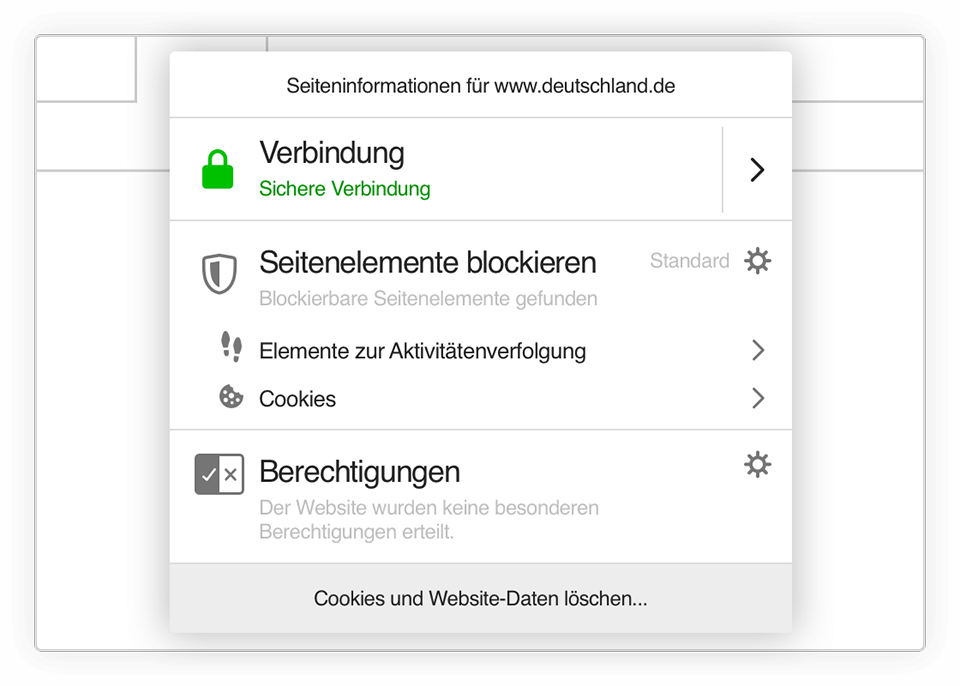 Seiteninformationen für www.deutschland.de
Verbindung
Sichere Verbindung
Seitenelemente blockieren
Standard
Blockierbare Seitenelemente gefunden
Elemente zur Aktivitätenverfolgung
Cookies
Berechtigungen
Der Website wurden keine besonderen
Berechtigungen erteilt.
Cookies und Website-Daten löschen...